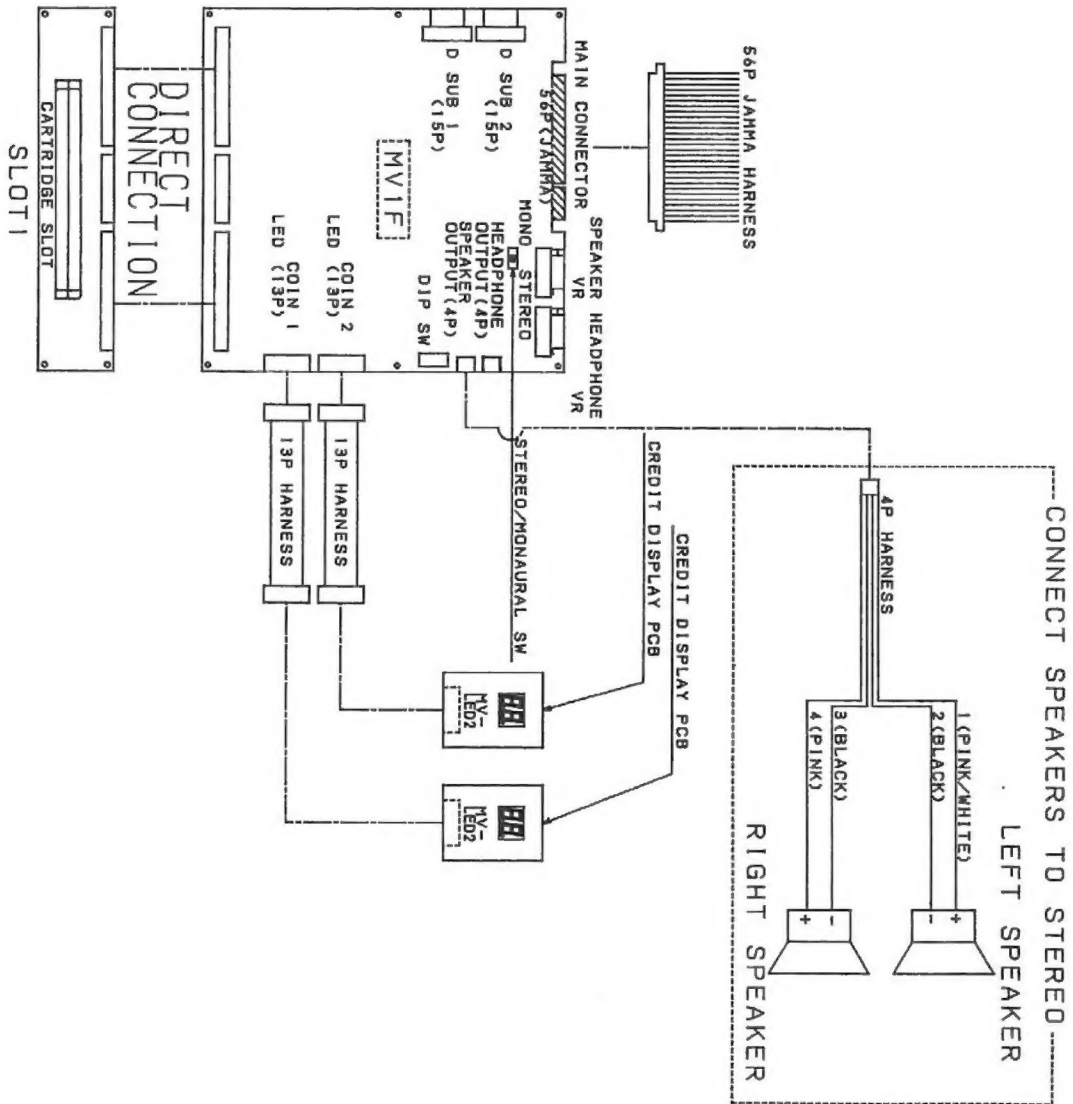 CONNECT SPEAKERS TO STEREO
LEFT SPEAKER
1(PINK/WHITE)
+
-
2(BLACK)
4P HARNESS
3(BLACK)
-
+
4(PINK)
RIGHT SPEAKER
56P JAMMA HARNESS
CREDIT DISPLAY PCB
CREDIT DISPLAY PCB
SPEAKER VR
HEADPHONE VR
MAIN CONNECTOR
56P(JAMMA)
MONO STEREO
STEREO/MONAURAL SW
D SUB 2
(15P)
HEADPHONE
OUTPUT(4P)
SPEAKER
OUTPUT(4P)
88
MV-
LED2
88
MV-
LED2
D SUB 1
(15P)
DIP SW
MV1F
COIN 2
LED (13P)
13P HARNESS
COIN 1
LED (13P)
13P HARNESS
DIRECT
CONNECTION
CARTRIDGE SLOT
SLOT1